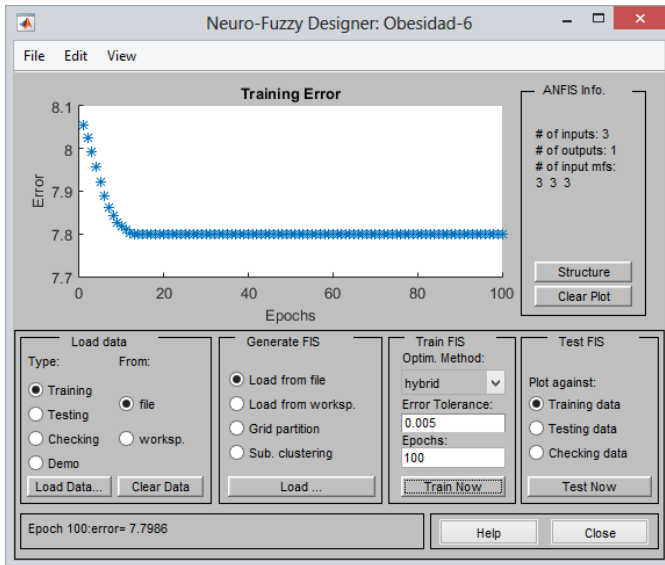 Neuro-Fuzzy Designer: Obesidad-6
File Edit View
Training Error
8.1
8
7.9
7.8
7.7
Error
0 20 40 60 80 100
Epochs
ANFIS Info.
# of inputs: 3
# of outputs: 1
# of input mfs:
3 3 3
Structure
Clear Plot
Load data
Type: From:
Training
Testing
Checking
Demo
file
worksp.
Load Data... Clear Data
Generate FIS
Load from file
Load from worksp.
Grid partition
Sub. clustering
Load ...
Train FIS
Optim. Method:
hybrid
Error Tolerance:
0.005
Epochs:
100
Train Now
Test FIS
Plot against:
Training data
Testing data
Checking data
Test Now
Epoch 100:error= 7.7986
Help Close